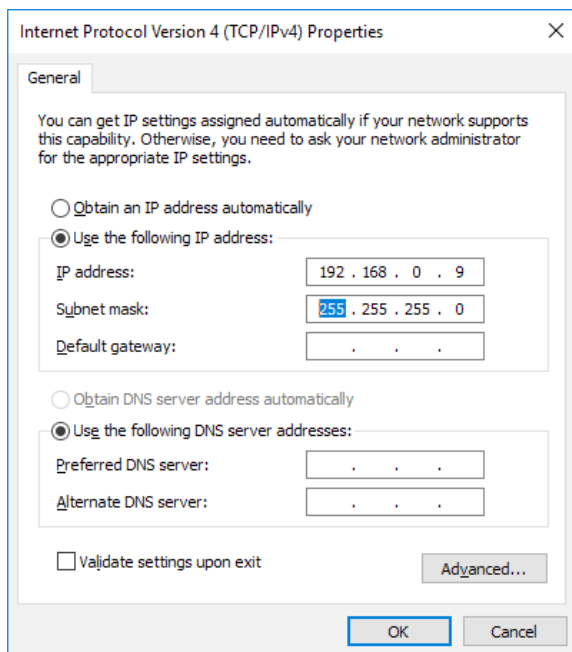 Internet Protocol Version 4 (TCP/IPv4) Properties
General
You can get IP settings assigned automatically if your network supports
this capability. Otherwise, you need to ask your network administrator
for the appropriate IP settings.
Obtain an IP address automatically
Use the following IP address:
IP address: 192 . 168 . 0 . 9
Subnet mask: 255 . 255 . 255 . 0
Default gateway: . . .
Obtain DNS server address automatically
Use the following DNS server addresses:
Preferred DNS server: . . .
Alternate DNS server: . . .
Validate settings upon exit
Advanced...
OK Cancel